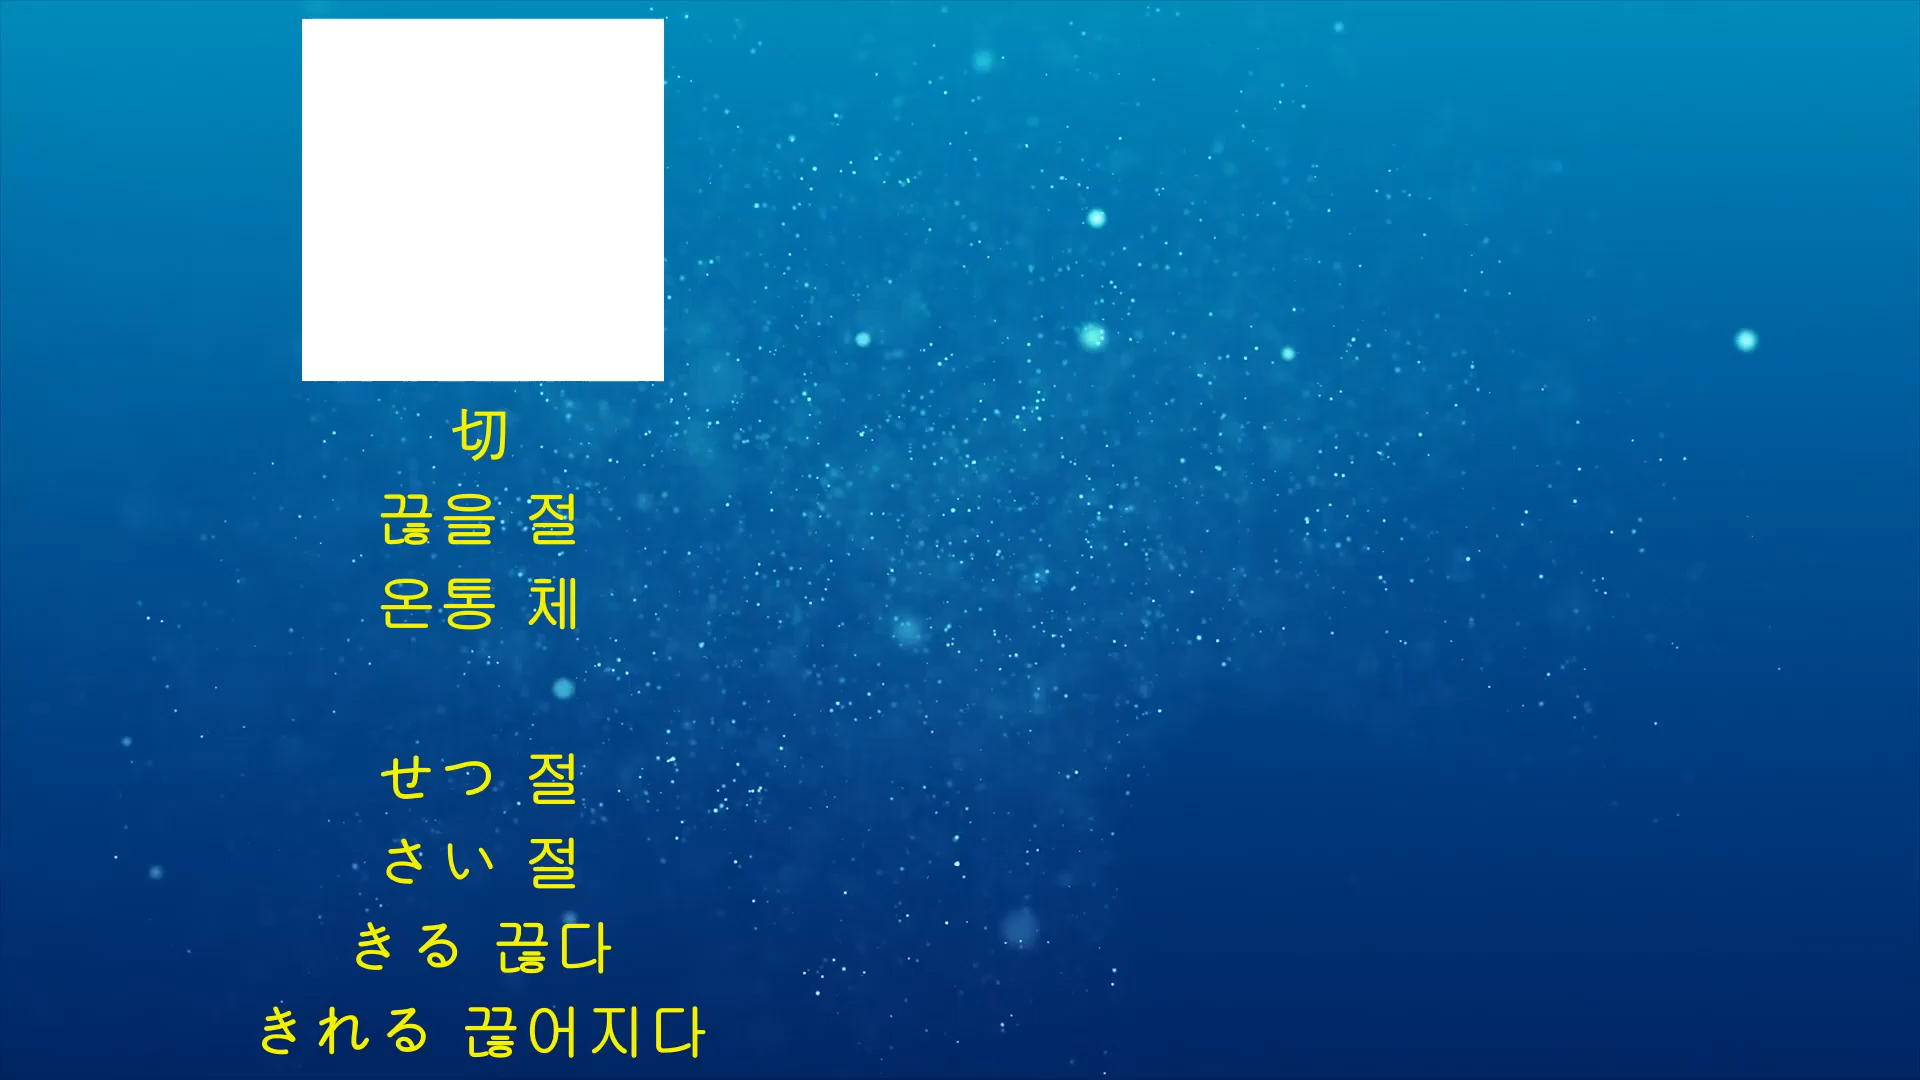 切
끊을 절
온통 체
せつ 절
さい 절
きる 끊다
きれる 끊어지다